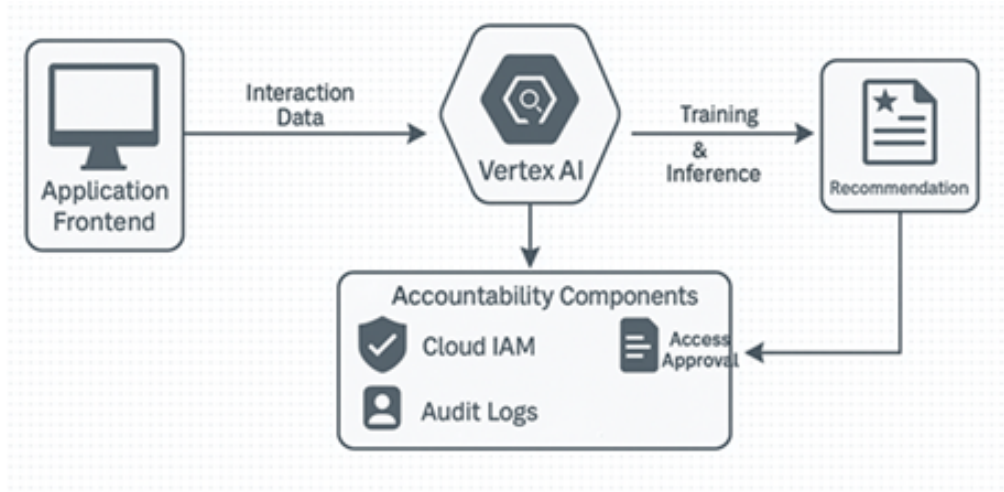 Application
Frontend
Interaction
Data
Vertex AI
Training
&
Inference
Recommendation
Accountability Components
Cloud IAM
Access
Approval
Audit Logs